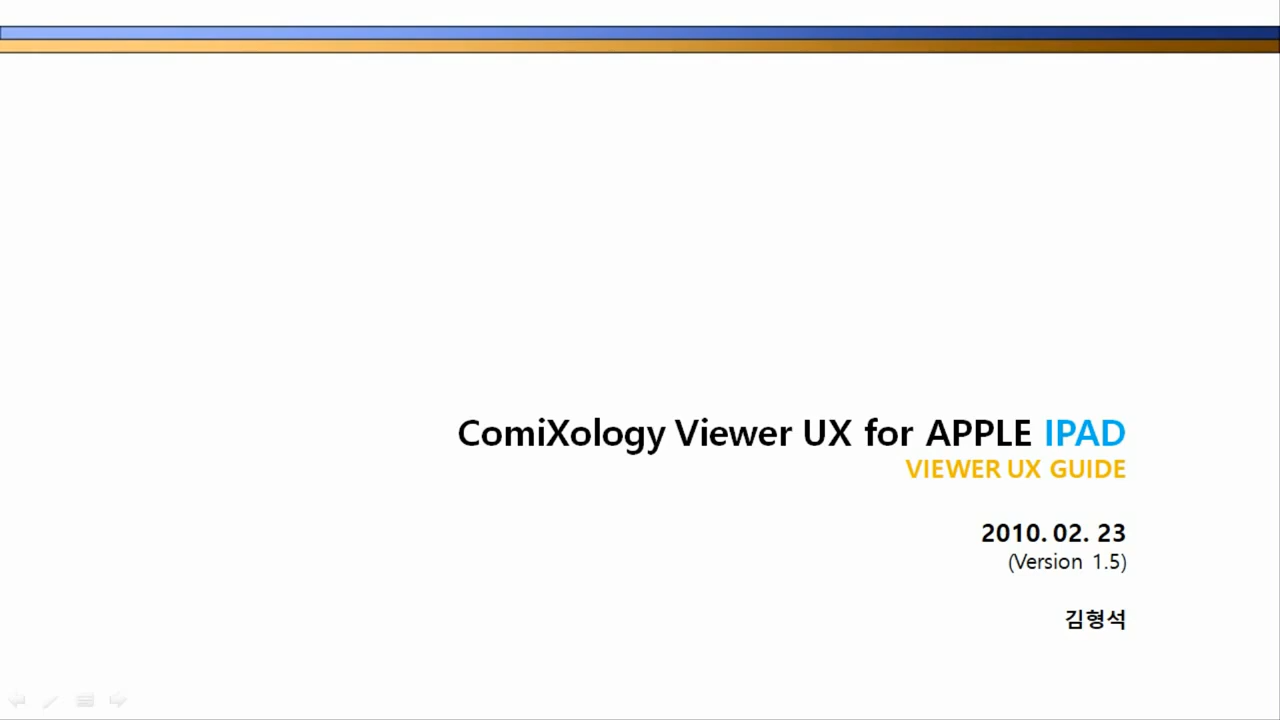 ComiXology Viewer UX for APPLE IPAD
VIEWER UX GUIDE
2010. 02. 23
(Version 1.5)
김형석